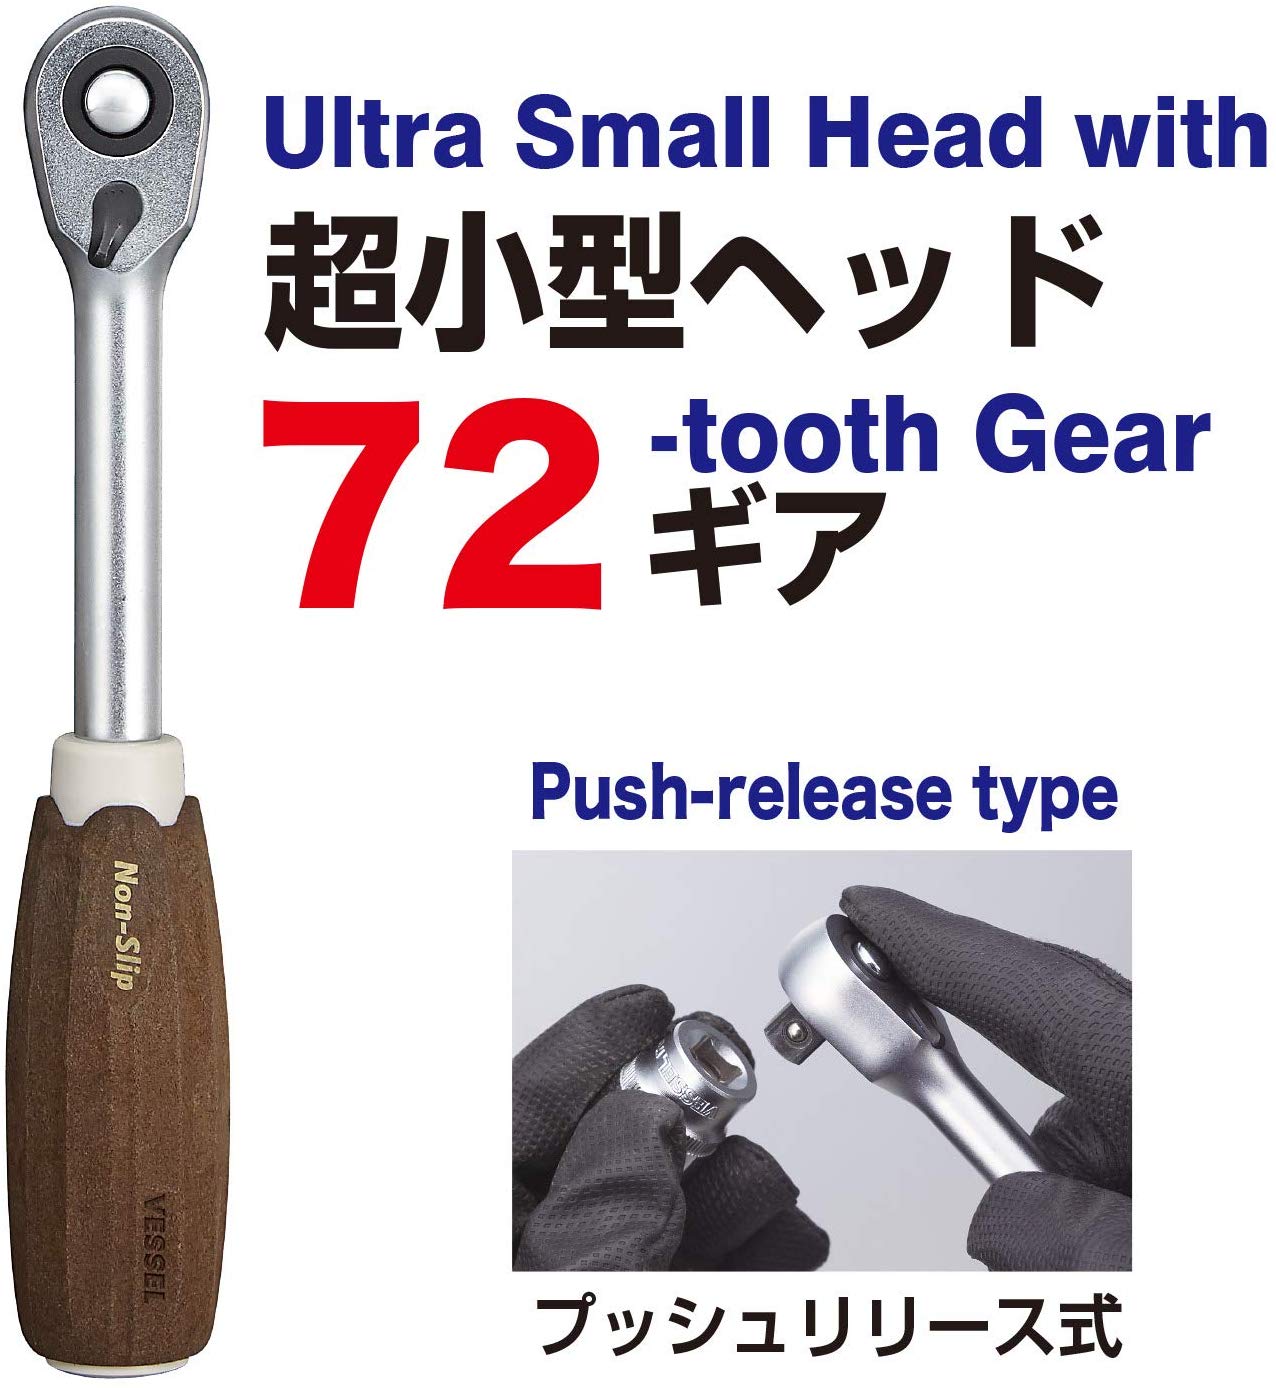 Ultra Small Head with
超小型ヘッド
72-tooth Gear
ギア
Non-Slip
VESSEL
Push-release type
VESSEL
プッシュリリース式